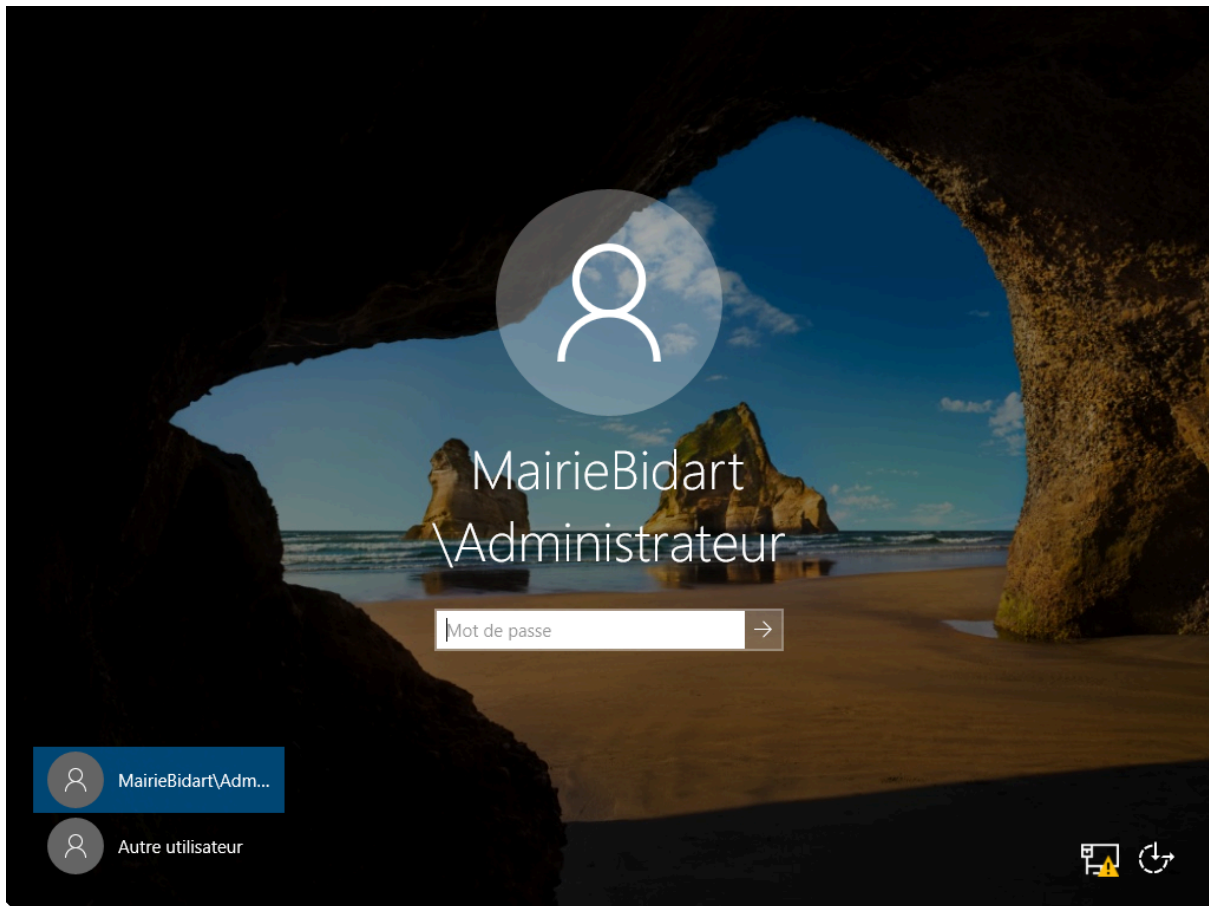 MairieBidart
\Administrateur
Mot de passe
MairieBidart\Adm...
Autre utilisateur